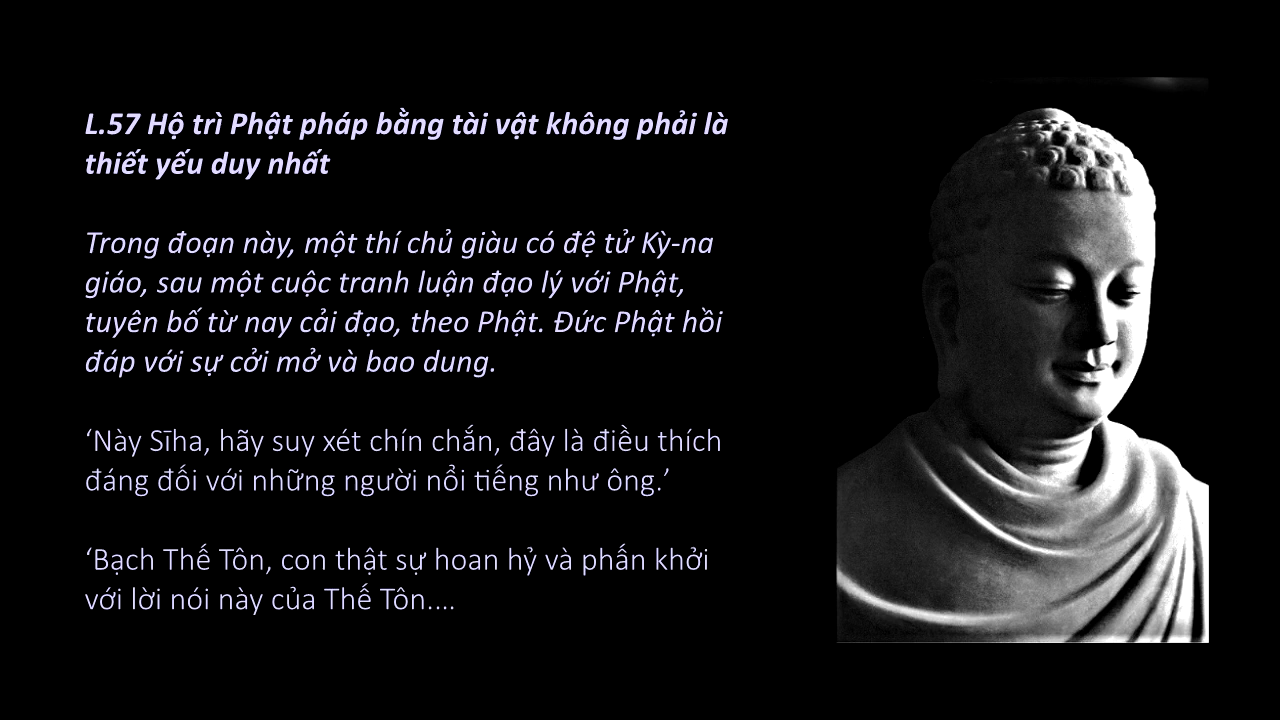 L.57 Hộ trì Phật pháp bằng tài vật không phải là
thiết yếu duy nhất
Trong đoạn này, một thí chủ giàu có đệ tử Kỳ-na
giáo, sau một cuộc tranh luận đạo lý với Phật,
tuyên bố từ nay cải đạo, theo Phật. Đức Phật hồi
đáp với sự cởi mở và bao dung.
‘Này Sīha, hãy suy xét chín chắn, đây là điều thích
đáng đối với những người nổi tiếng như ông.’
‘Bạch Thế Tôn, con thật sự hoan hỷ và phấn khởi
với lời nói này của Thế Tôn....